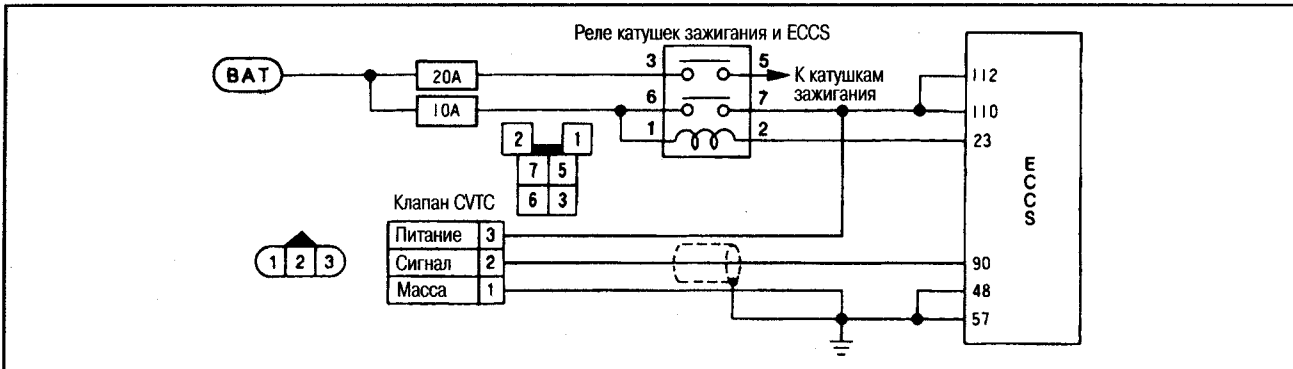 Реле катушек зажигания и ECCS
BAT
20A
3
5
К катушкам
зажигания
112
10A
6
7
110
1
2
23
2
1
7
5
6
3
ECCS
Клапан CVTC
Питание 3
1
2
3
Сигнал 2
90
Масса 1
48
57